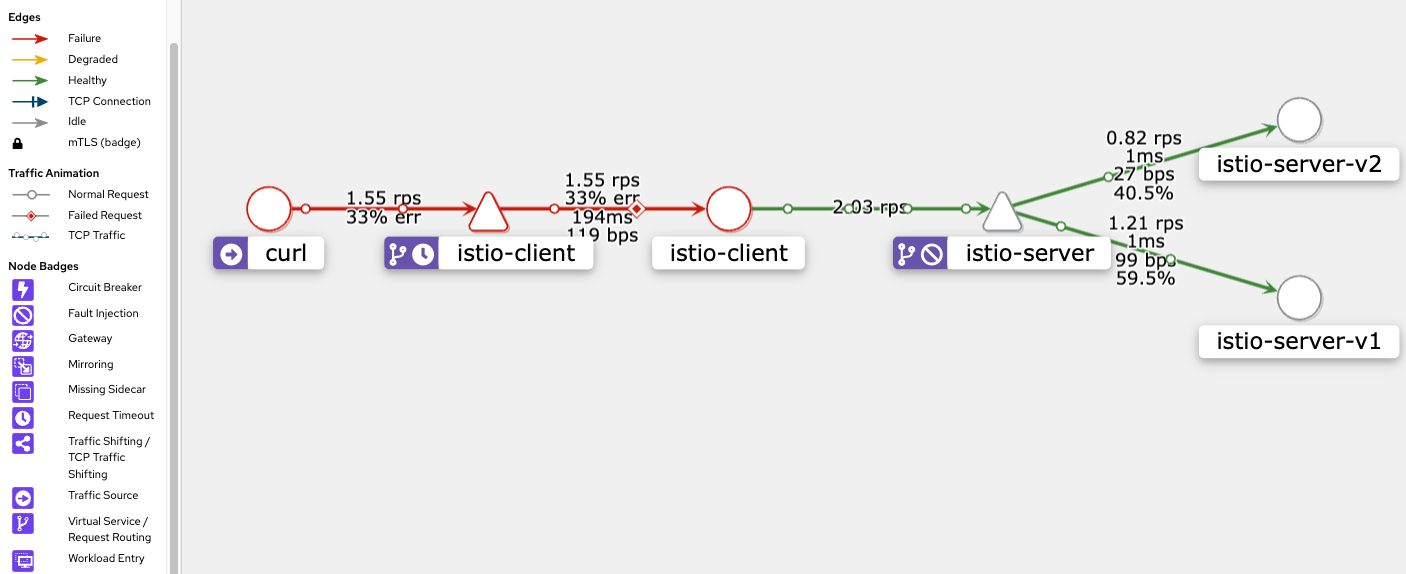 Edges
Failure
Degraded
Healthy
TCP Connection
Idle
mTLS (badge)
Traffic Animation
Normal Request
Failed Request
TCP Traffic
Node Badges
Circuit Breaker
Fault Injection
Gateway
Mirroring
Missing Sidecar
Request Timeout
Traffic Shifting /
TCP Traffic
Shifting
Traffic Source
Virtual Service /
Request Routing
Workload Entry
1.55 rps
33% err
curl
istio-client
1.55 rps
33% err
194ms
119 bps
istio-client
2.03 rps
istio-server
0.82 rps
1ms
27 bps
40.5%
istio-server-v2
1.21 rps
1ms
99 bps
59.5%
istio-server-v1